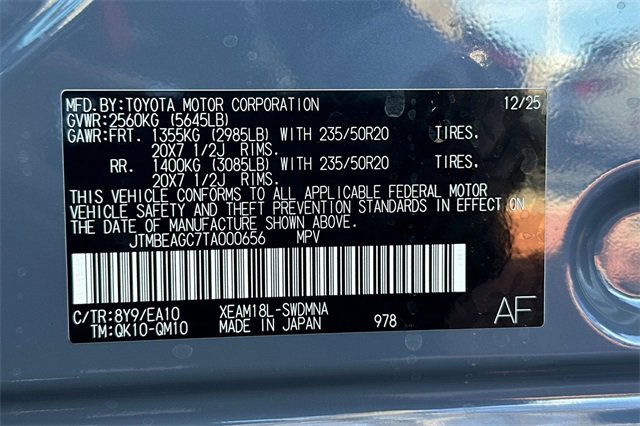 MFD.BY:TOYOTA MOTOR CORPORATION 12/25
GVWR:2560KG (5645LB)
GAWR:FRT. 1355KG (2985LB) WITH 235/50R20 TIRES.
20X7 1/2J RIMS.
RR. 1400KG (3085LB) WITH 235/50R20 TIRES.
20X7 1/2J RIMS.
THIS VEHICLE CONFORMS TO ALL APPLICABLE FEDERAL MOTOR
VEHICLE SAFETY AND THEFT PREVENTION STANDARDS IN EFFECT ON
THE DATE OF MANUFACTURE SHOWN ABOVE.
JTMBEAGC7TA000656 MPV
C/TR:8Y9/EA10 XEAM18L-SWDMNA
TM:QK10-QM10 MADE IN JAPAN 978 AF